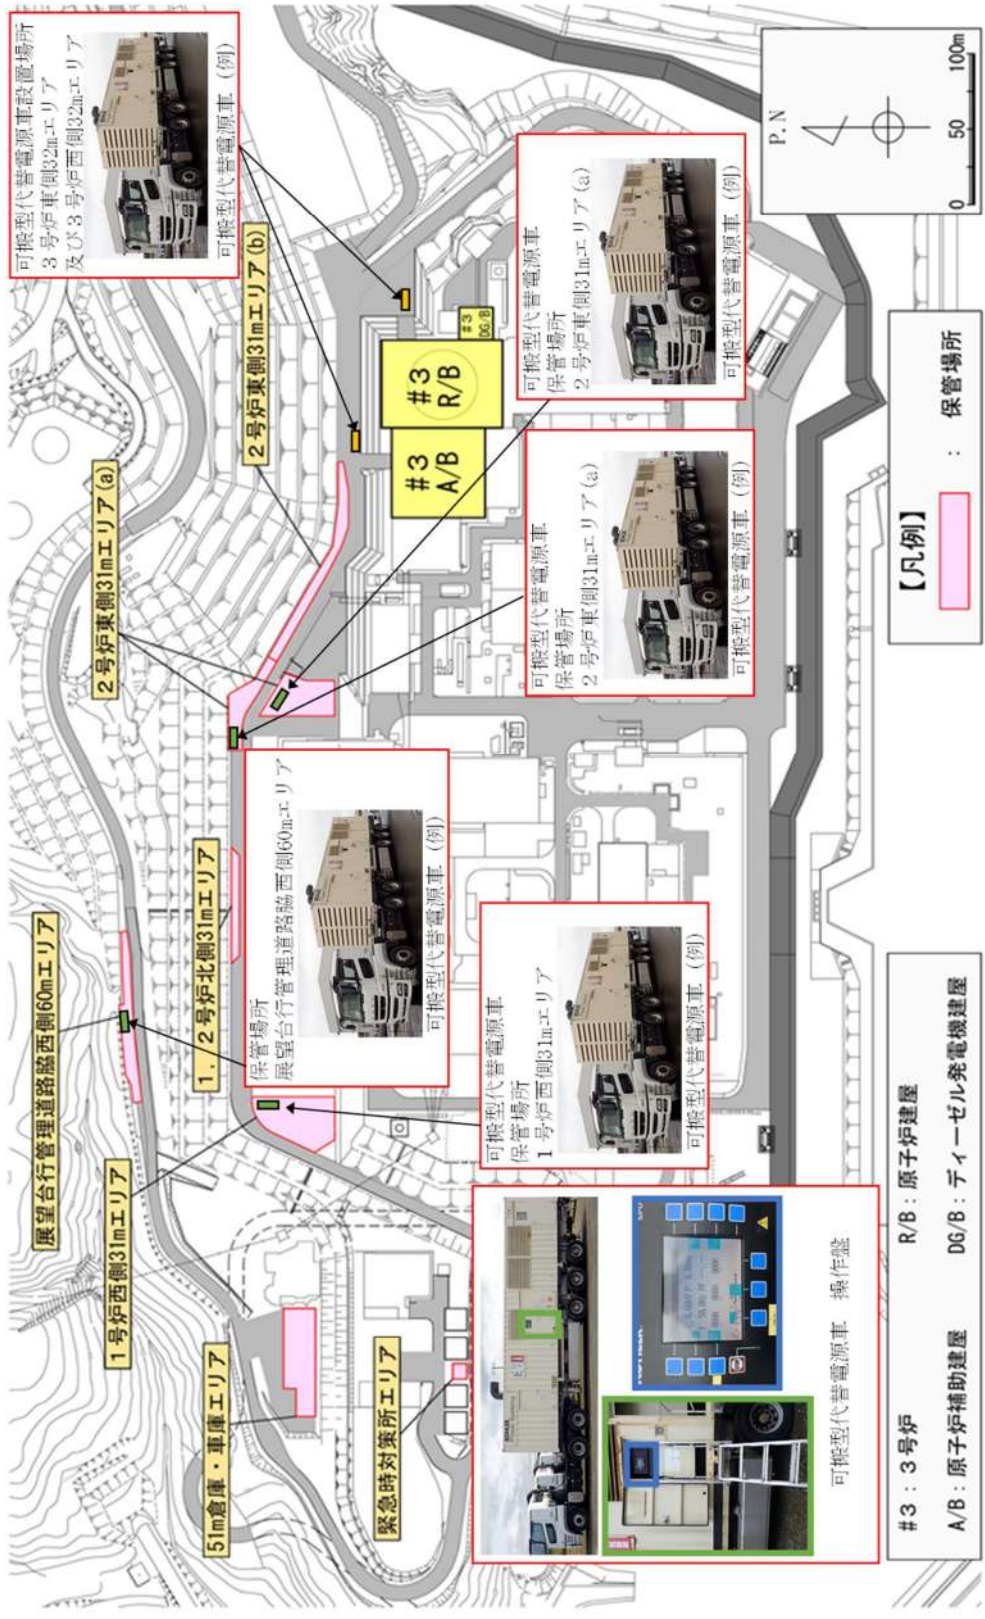 可搬型代替電源車設置場所
3号炉東側32mエリア
及び3号炉西側32mエリア
可搬型代替電源車（例）
2号炉東側31mエリア(b)
2号炉東側31mエリア(a)
展望台行管理道路脇西側60mエリア
1．2号炉北側31mエリア
1号炉西側31mエリア
51m倉庫・車庫エリア
緊急時対策所エリア
#3
R/B
#3
A/B
#3
DG/B
可搬型代替電源車
保管場所
2号炉東側31mエリア(a)
可搬型代替電源車（例）
可搬型代替電源車
保管場所
2号炉東側31mエリア(a)
可搬型代替電源車（例）
保管場所
展望台行管理道路脇西側60mエリア
可搬型代替電源車（例）
可搬型代替電源車
保管場所
1号炉西側31mエリア
可搬型代替電源車（例）
可搬型代替電源車　操作盤
P.N
0 50 100m
【凡例】
： 保管場所
#3：3号炉
R/B：原子炉建屋
A/B：原子炉補助建屋
DG/B：ディーゼル発電機建屋